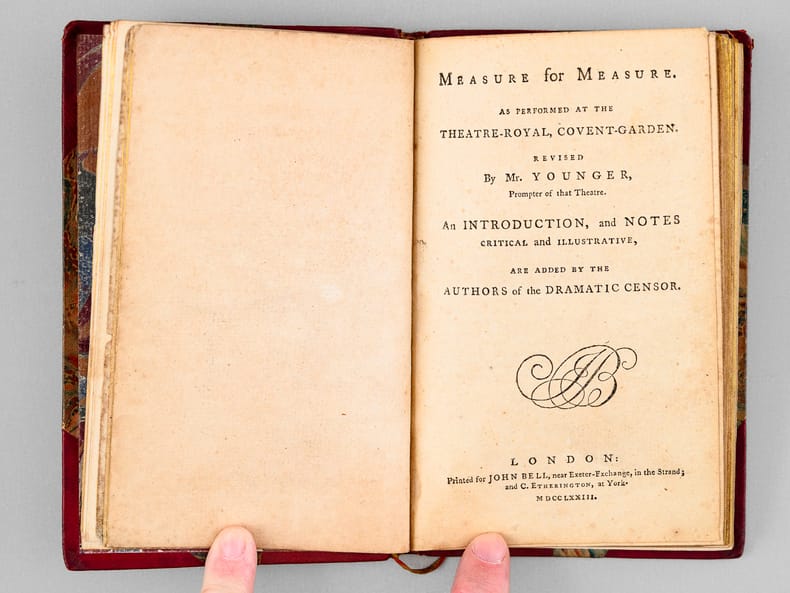 MEASURE for MEASURE.
AS PERFORMED AT THE
THEATRE-ROYAL, COVENT-GARDEN.
REVISED
By Mr. YOUNGER,
Prompter of that Theatre.
An INTRODUCTION, and NOTES
CRITICAL and ILLUSTRATIVE,
ARE ADDED BY THE
AUTHORS of the DRAMATIC CENSOR.
JB
LONDON:
Printed for JOHN BELL, near Exeter-Exchange, in the Strand;
and C. ETHERINGTON, at York.
MDCCLXXIII.